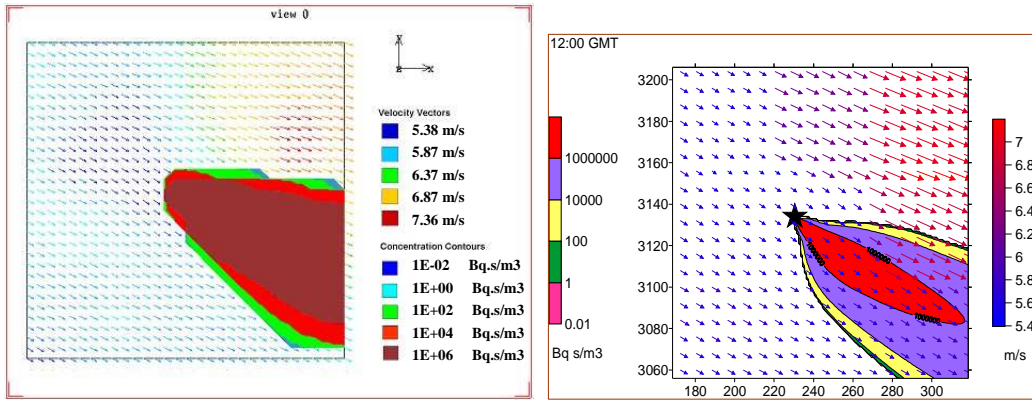 view 0
Y
Z X
Velocity Vectors
5.38 m/s
5.87 m/s
6.37 m/s
6.87 m/s
7.36 m/s
Concentration Contours
1E-02 Bq.s/m3
1E+00 Bq.s/m3
1E+02 Bq.s/m3
1E+04 Bq.s/m3
1E+06 Bq.s/m3
12:00 GMT
1000000
10000
100
1
0.01
Bq s/m3
3200
3180
3160
3140
3120
3100
3080
3060
180 200 220 240 260 280 300
7
6.8
6.6
6.4
6.2
6
5.8
5.6
5.4
m/s